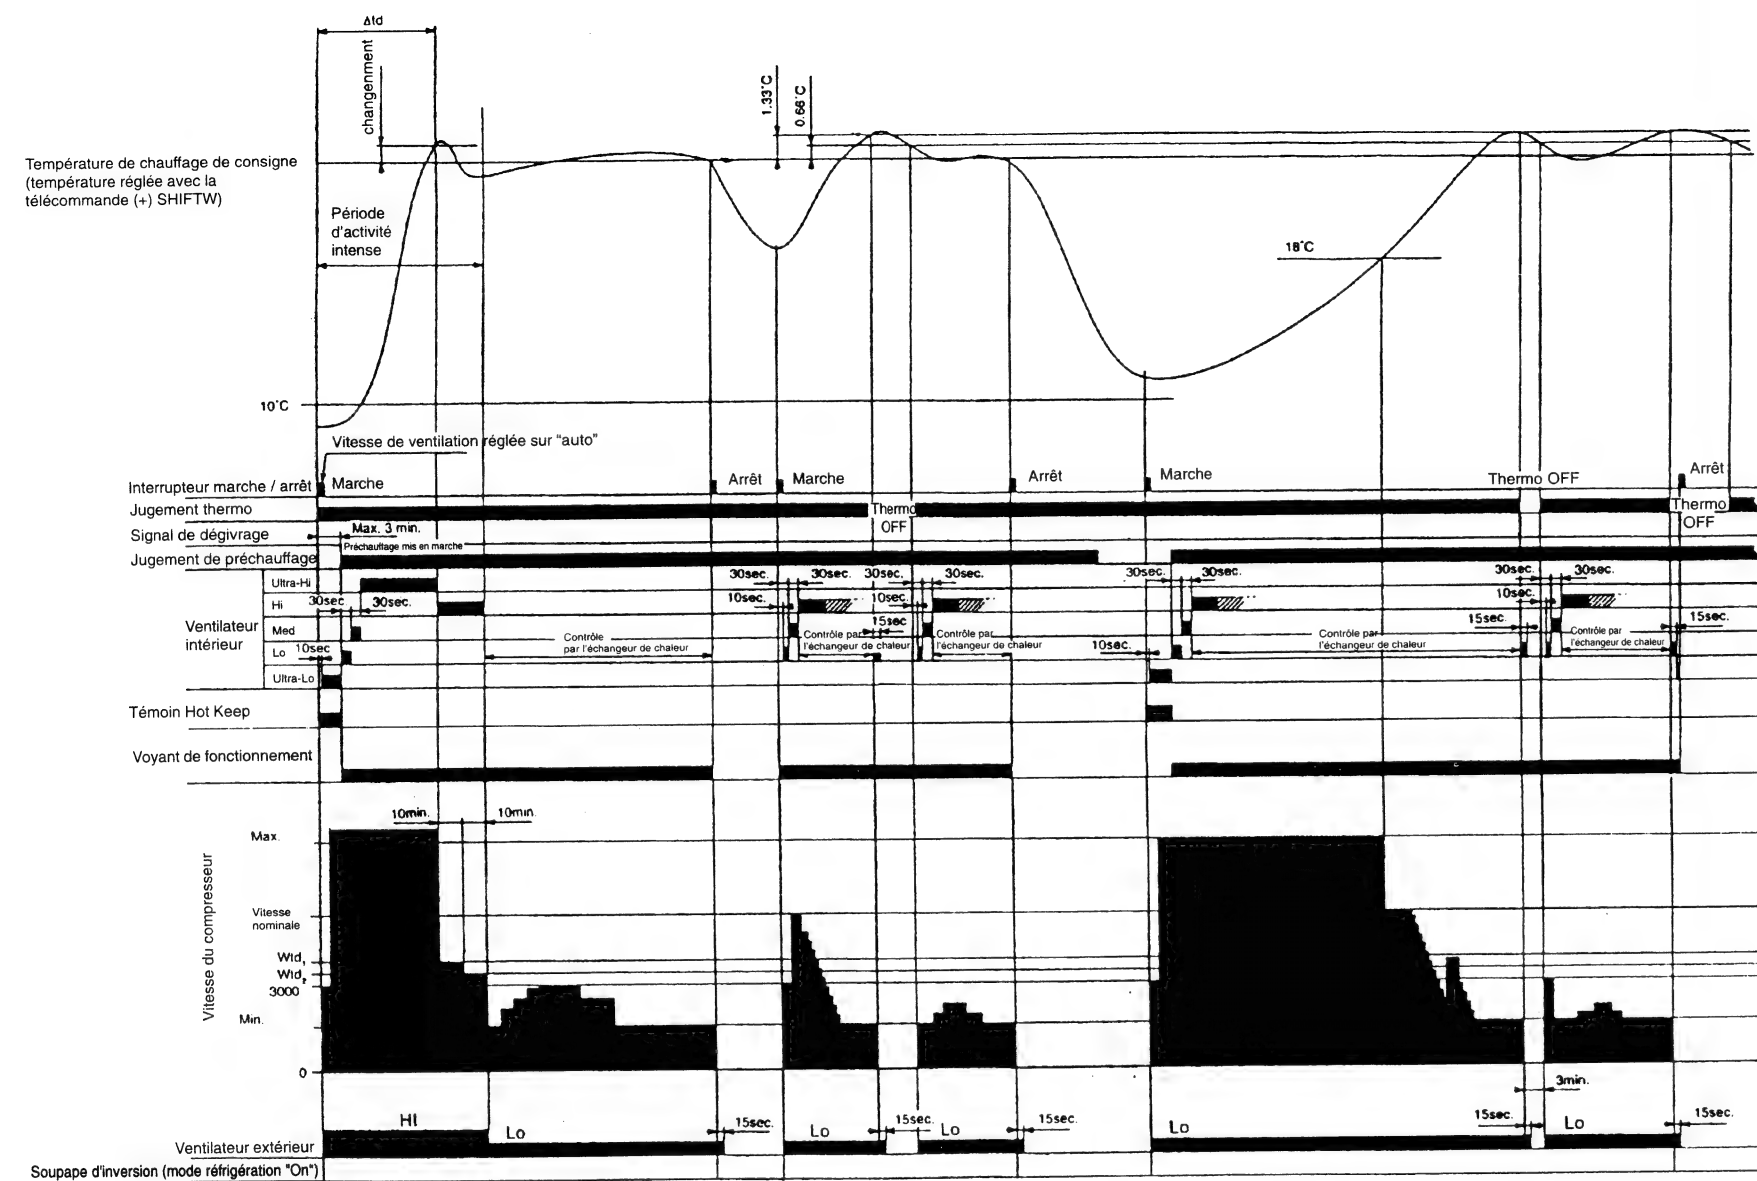 Δtd
changenment
1.33°C
0.66°C
Température de chauffage de consigne
(température réglée avec la
télécommande (+) SHIFTW)
Période
d'activité
intense
18°C
10°C
Vitesse de ventilation réglée sur "auto"
Interrupteur marche / arrêt
Marche
Arrêt
Marche
Arrêt
Marche
Thermo OFF
Arrêt
Jugement thermo
Thermo
OFF
Thermo
OFF
Signal de dégivrage
Max. 3 min.
Préchauffage mis en marche
Jugement de préchauffage
Ventilateur
intérieur
Ultra-Hi
Hi
Med
Lo
Ultra-Lo
30sec.
30sec.
10sec
30sec.
30sec.
30sec.
30sec.
10sec.
10sec.
15sec
30sec.
30sec.
10sec.
30sec.
30sec.
10sec.
15sec.
15sec.
Contrôle
par l'échangeur de chaleur
Contrôle par
l'échangeur de chaleur
Contrôle par
l'échangeur de chaleur
Contrôle par
l'échangeur de chaleur
Contrôle par
l'échangeur de chaleur
Témoin Hot Keep
Voyant de fonctionnement
10min.
10min.
Vitesse du compresseur
Max.
Vitesse
nominale
Wtd₁
Wtd₂
3000
Min.
0
3min.
HI
Lo
15sec.
Lo
15sec.
Lo
15sec.
Lo
15sec.
Lo
15sec.
Ventilateur extérieur
Soupape d'inversion (mode réfrigération "On")